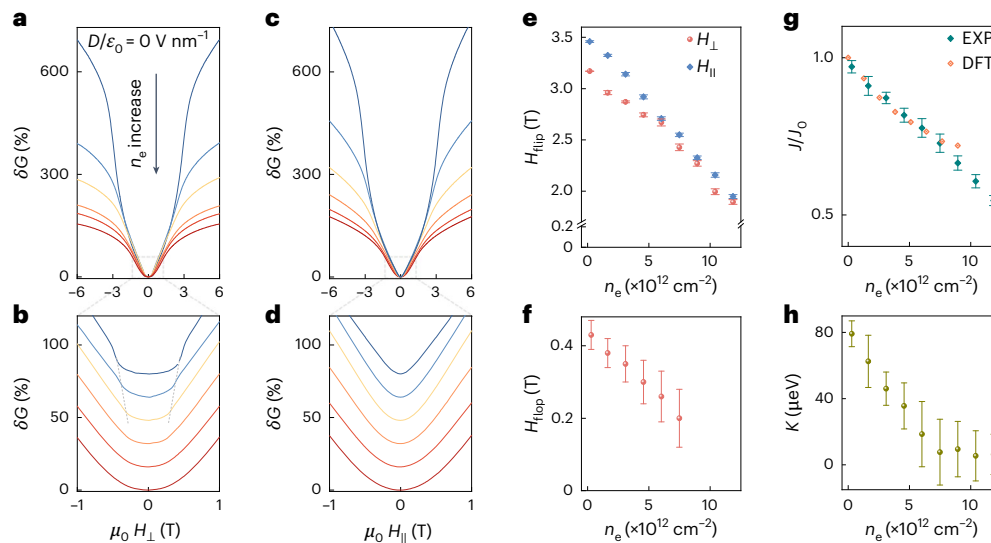 a
D/ε0 = 0 V nm−1
ne increase
δG (%)
600
300
0
−6
−3
0
3
6
b
δG (%)
100
50
0
−1
0
1
μ0 H⊥ (T)
c
δG (%)
600
300
0
−6
−3
0
3
6
d
δG (%)
100
50
0
−1
0
1
μ0 H|| (T)
e
H⊥
H||
Hflip (T)
3.5
3.0
2.5
2.0
0.2
0
0
5
10
ne (×1012 cm−2)
f
Hflop (T)
0.4
0.2
0
0
5
10
ne (×1012 cm−2)
g
EXP
DFT
J/J0
1.0
0.5
0
5
10
ne (×1012 cm−2)
h
K (μeV)
80
40
0
0
5
10
ne (×1012 cm−2)